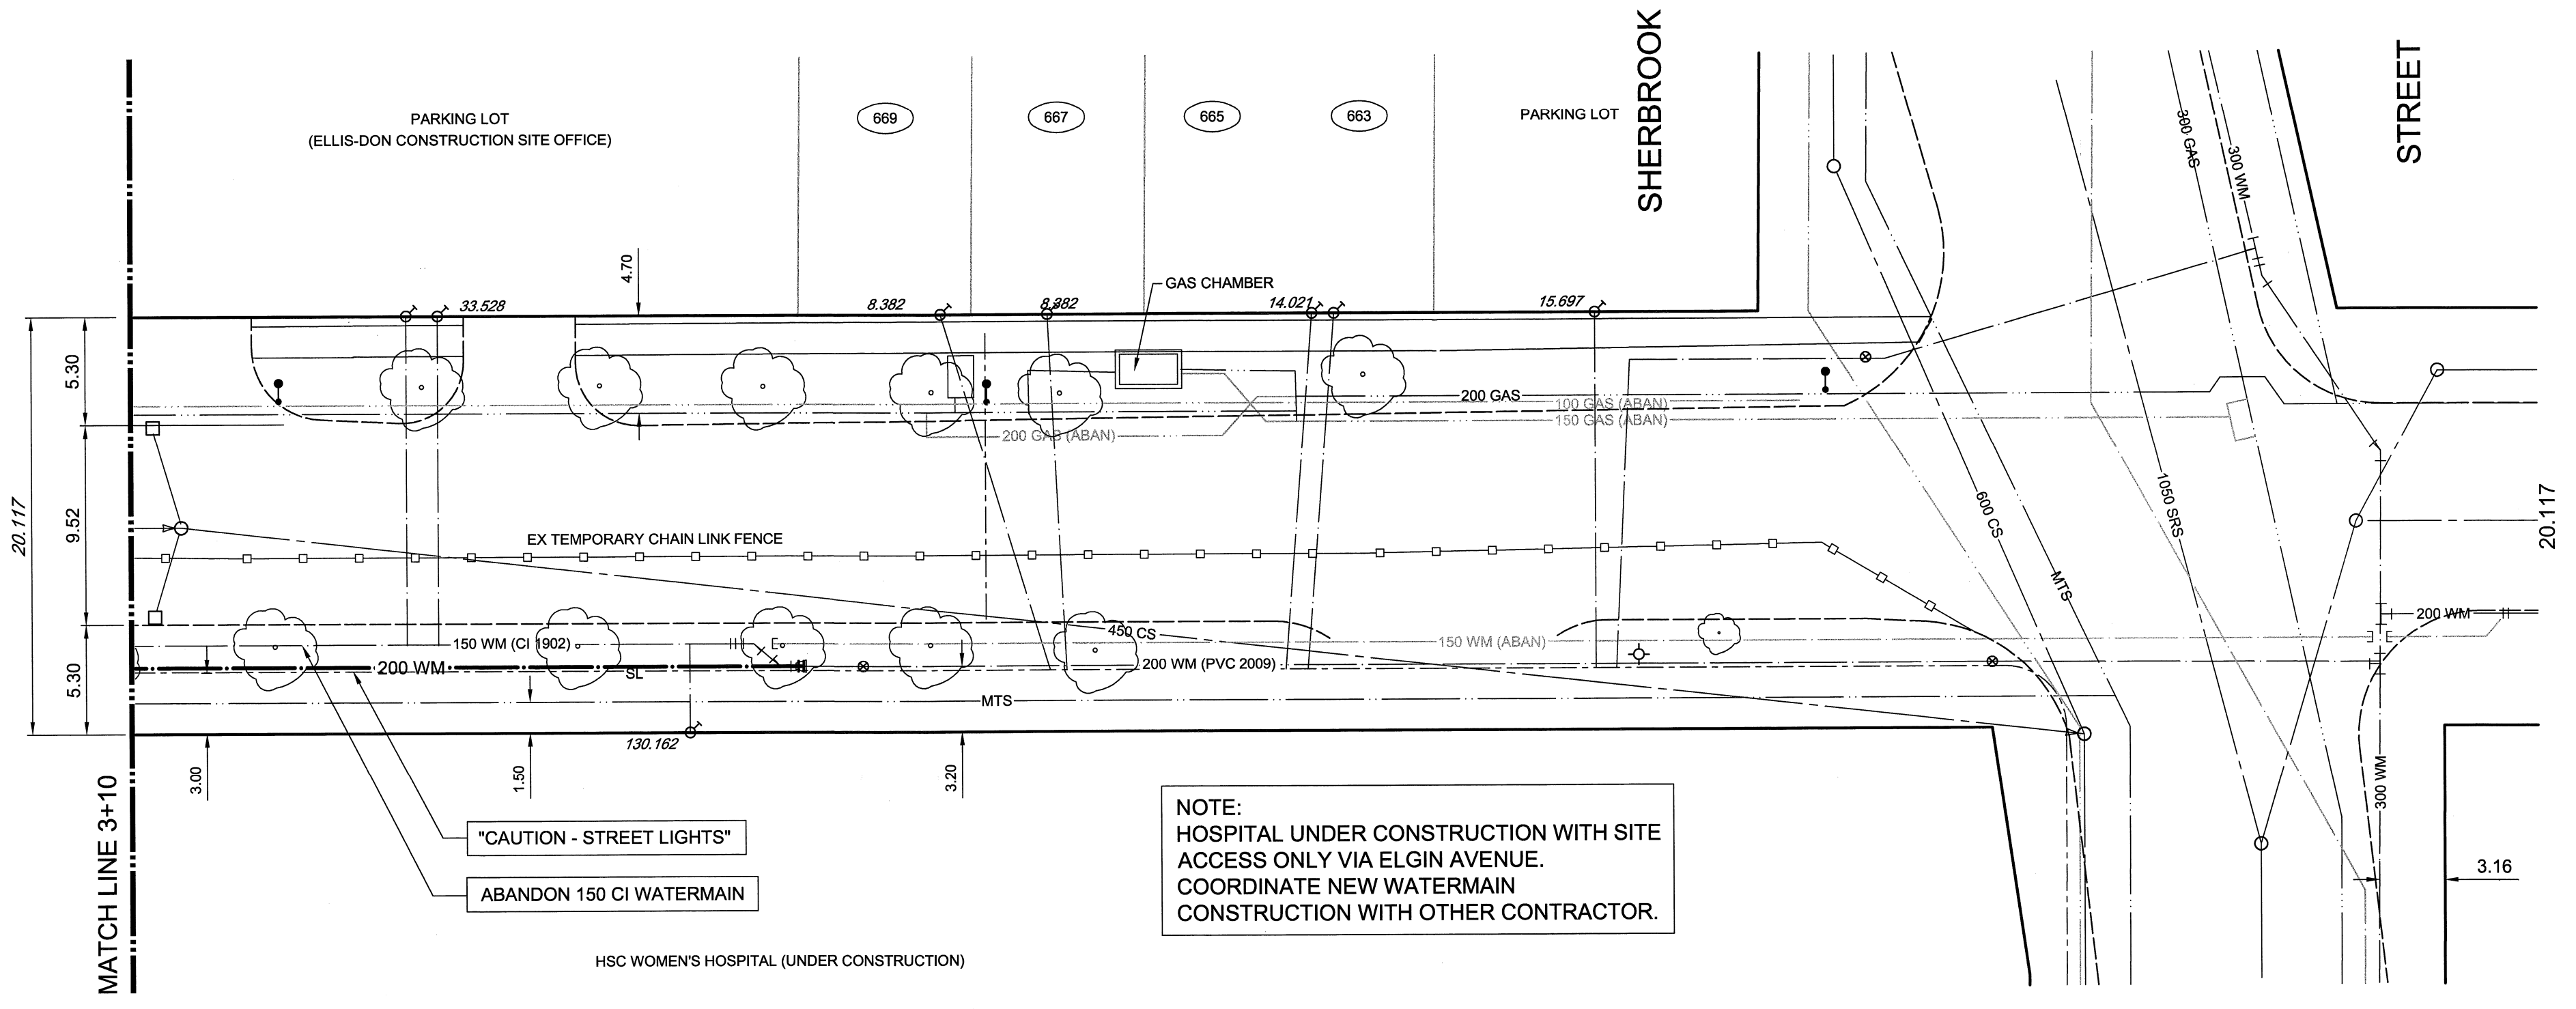 SHERBROOK
STREET
PARKING LOT
(ELLIS-DON CONSTRUCTION SITE OFFICE)
669
667
665
663
PARKING LOT
300 GAS
300 WM
4.70
GAS CHAMBER
33.528
8.382
8.382
14.021
15.697
5.30
200 GAS
100 GAS (ABAN)
150 GAS (ABAN)
200 GAS (ABAN)
20.117
9.52
EX TEMPORARY CHAIN LINK FENCE
600 CS
1050 SRS
20.117
MTS
5.30
150 WM (CI 1902)
E
450 CS
150 WM (ABAN)
200 WM
200 WM
SL
200 WM (PVC 2009)
MTS
130.162
3.00
1.50
3.20
300 WM
MATCH LINE 3+10
"CAUTION - STREET LIGHTS"
ABANDON 150 CI WATERMAIN
NOTE:
HOSPITAL UNDER CONSTRUCTION WITH SITE
ACCESS ONLY VIA ELGIN AVENUE.
COORDINATE NEW WATERMAIN
CONSTRUCTION WITH OTHER CONTRACTOR.
3.16
HSC WOMEN'S HOSPITAL (UNDER CONSTRUCTION)